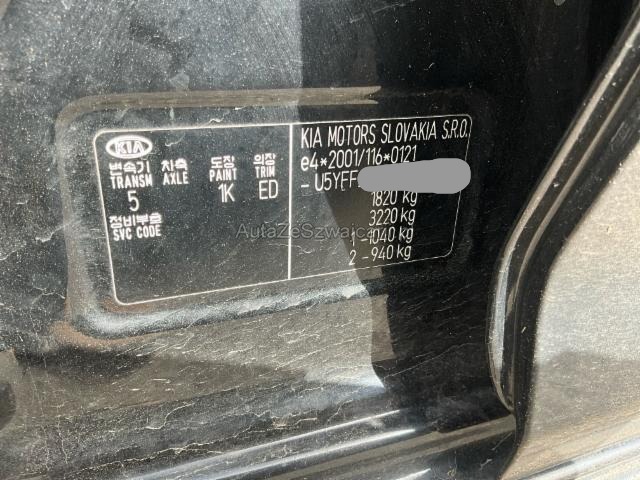 KIA
변속기 차축 도장 의장
TRANSM AXLE PAINT TRIM
5 1K ED
정비부호
SVC CODE
KIA MOTORS SLOVAKIA S.R.O.
e4*2001/116*0121
- U5YFF
1820 kg
3220 kg
1 -1040 kg
2 -940 kg
AutaZeSzwajcarii